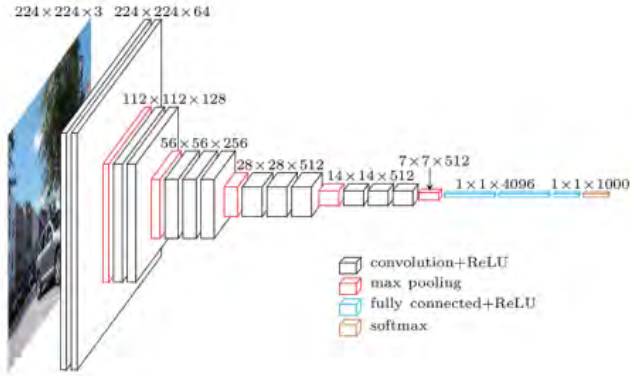 224×224×3
224×224×64
112×112×128
56×56×256
28×28×512
14×14×512
7×7×512
1×1×4096
1×1×1000
convolution+ReLU
max pooling
fully connected+ReLU
softmax